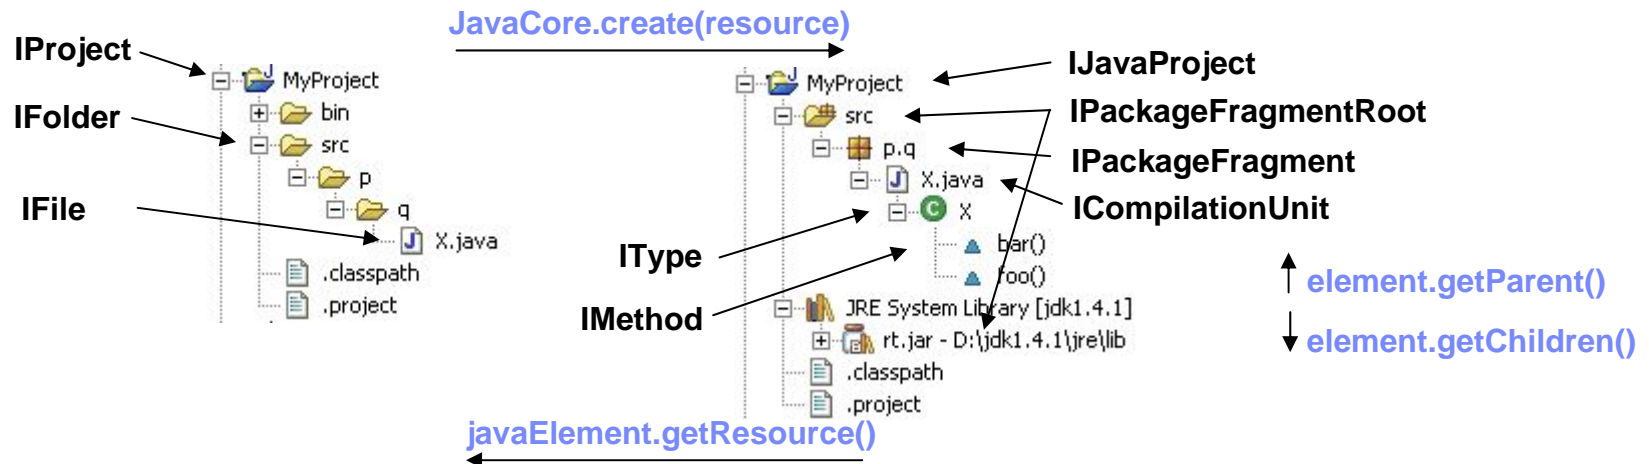 JavaCore.create(resource)
IProject
MyProject
IFolder
bin
src
p
IFile
q
X.java
.classpath
.project
MyProject
IJavaProject
src
IPackageFragmentRoot
p.q
IPackageFragment
X.java
ICompilationUnit
X
IType
bar()
IMethod
foo()
JRE System Library [jdk1.4.1]
rt.jar - D:\jdk1.4.1\jre\lib
.classpath
.project
element.getParent()
element.getChildren()
javaElement.getResource()